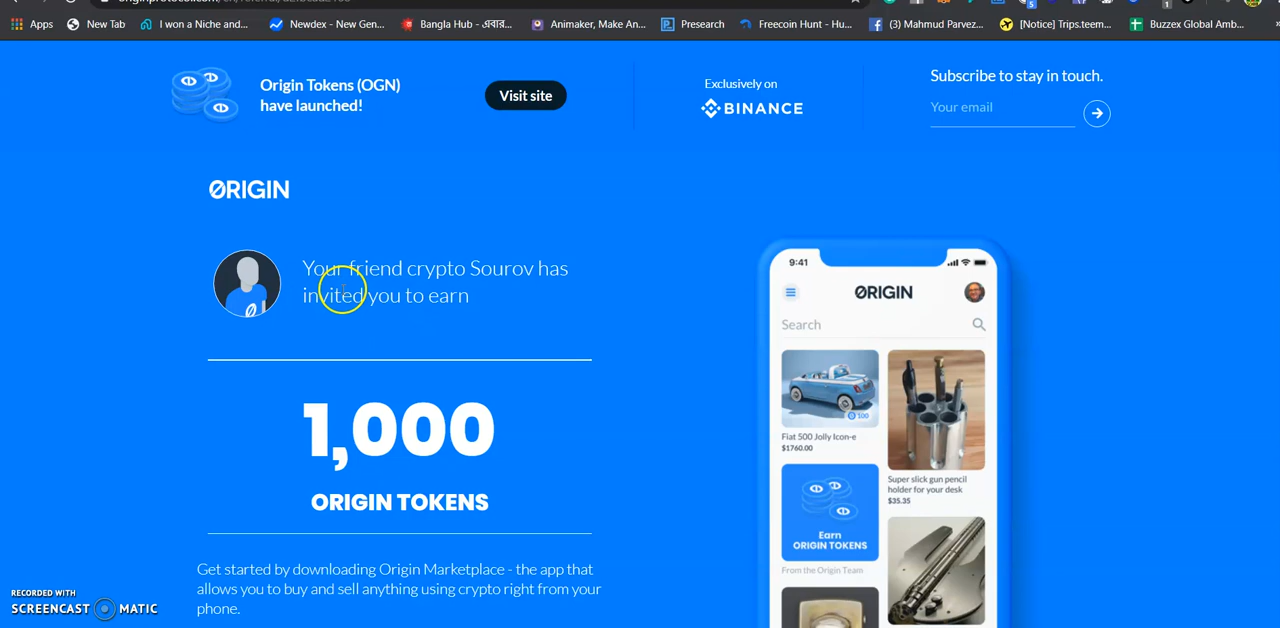 Apps
New Tab
I won a Niche and...
Newdex - New Gen...
Bangla Hub - এবার...
Animaker, Make An...
Presearch
Freecoin Hunt - Hu...
(3) Mahmud Parvez...
[Notice] Trips.teem...
Buzzex Global Amb...
Origin Tokens (OGN)
have launched!
Visit site
Exclusively on
BINANCE
Subscribe to stay in touch.
Your email
ORIGIN
Your friend crypto Sourov has
invited you to earn
1,000
ORIGIN TOKENS
Get started by downloading Origin Marketplace - the app that
allows you to buy and sell anything using crypto right from your
phone.
9:41
ORIGIN
Search
100
Fiat 500 Jolly Icon-e
$1760.00
Super slick gun pencil
holder for your desk
$35.35
Earn
ORIGIN TOKENS
From the Origin Team
RECORDED WITH
SCREENCAST MATIC